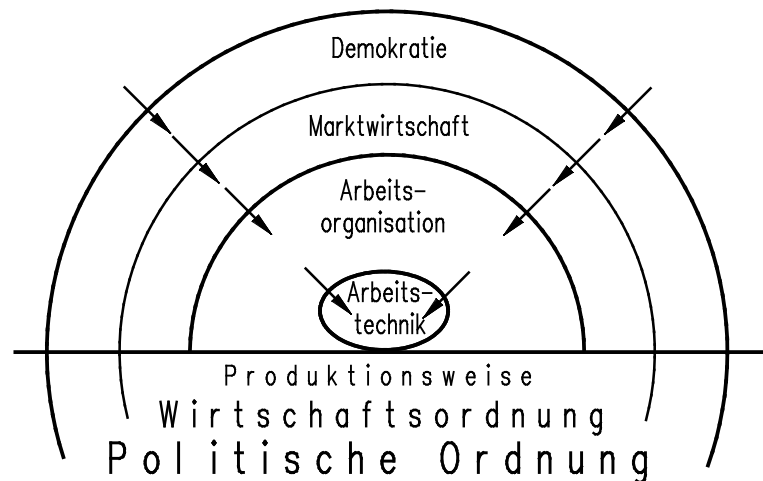 Demokratie
Marktwirtschaft
Arbeits-
organisation
Arbeits-
technik
Produktionsweise
Wirtschaftsordnung
Politische Ordnung